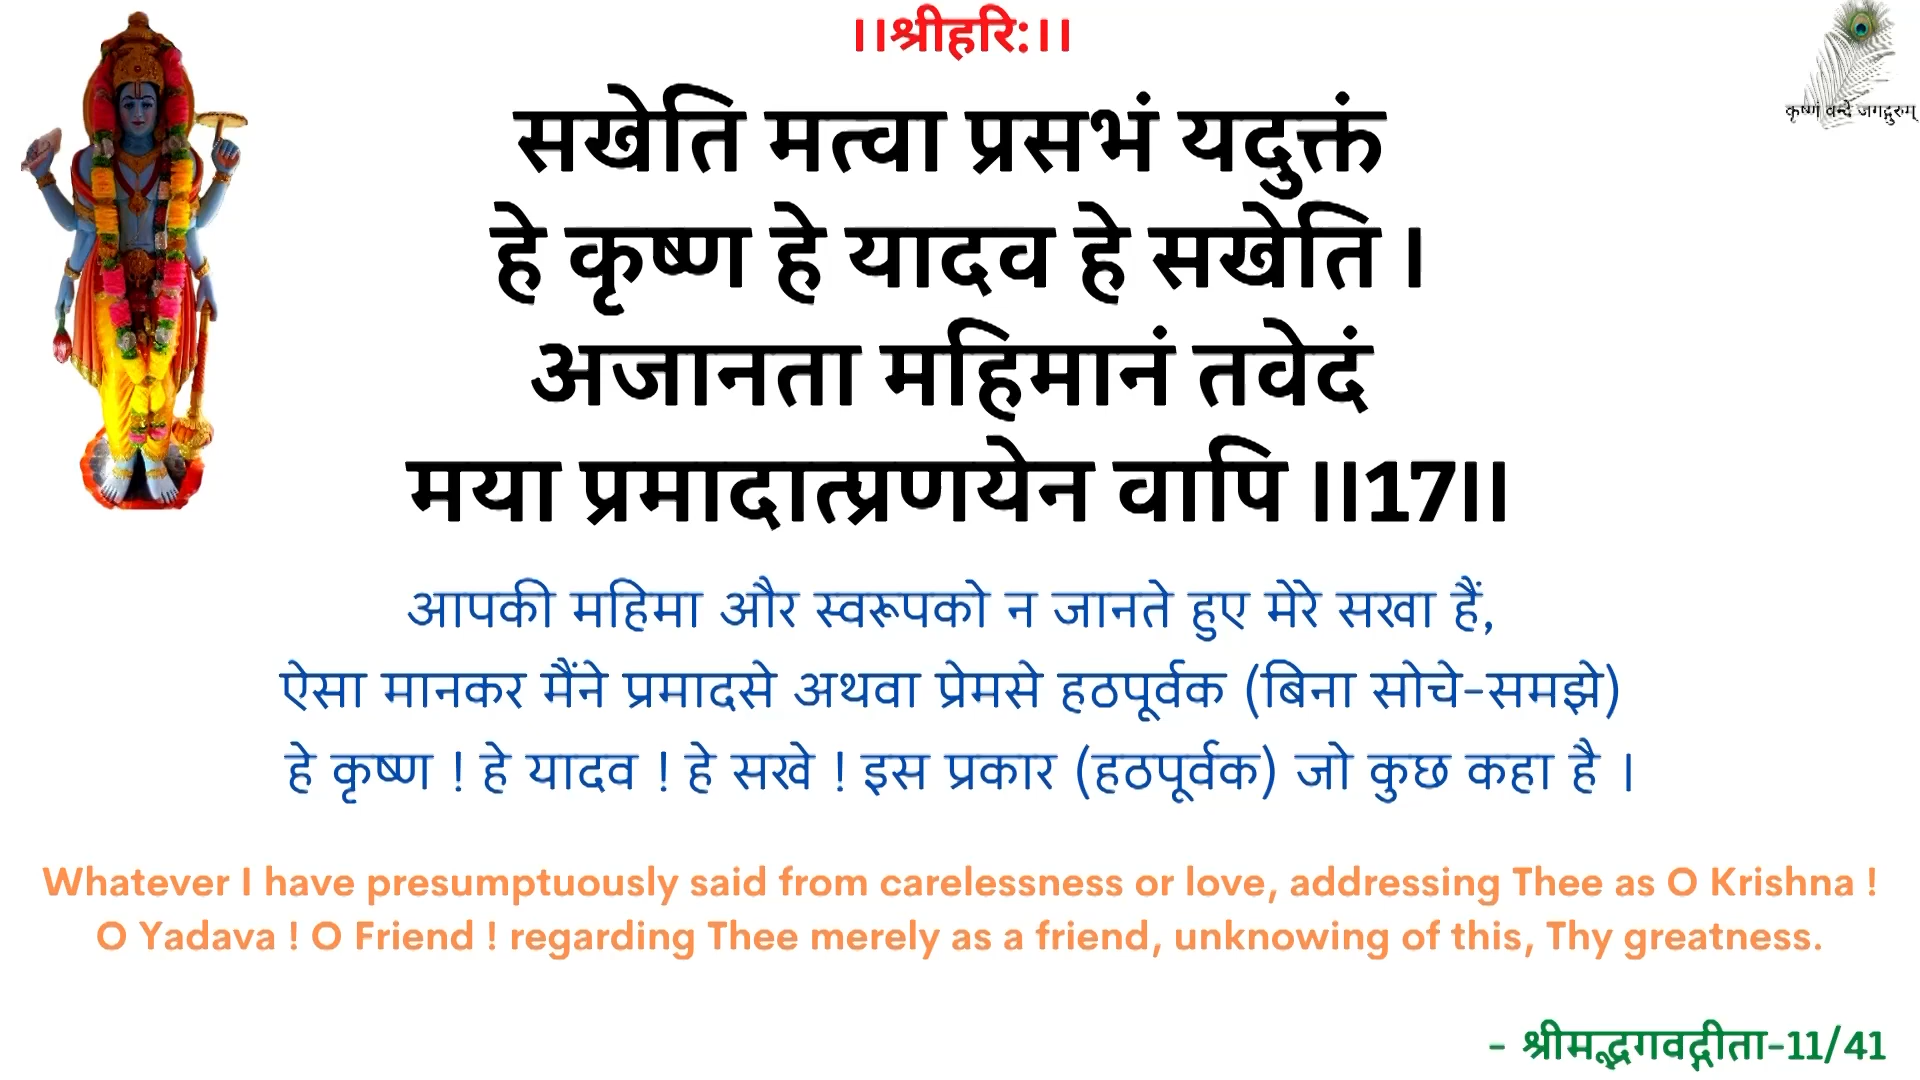 ।।श्रीहरि:।।
कृष्णं वन्दे जगद्गुरुम्
सखेति मत्वा प्रसभं यदुक्तं
हे कृष्ण हे यादव हे सखेति ।
अजानता महिमानं तवेदं
मया प्रमादात्प्रणयेन वापि ।।17।।
आपकी महिमा और स्वरूपको न जानते हुए मेरे सखा हैं,
ऐसा मानकर मैंने प्रमादसे अथवा प्रेमसे हठपूर्वक (बिना सोचे-समझे)
हे कृष्ण ! हे यादव ! हे सखे ! इस प्रकार (हठपूर्वक) जो कुछ कहा है ।
Whatever I have presumptuously said from carelessness or love, addressing Thee as O Krishna !
O Yadava ! O Friend ! regarding Thee merely as a friend, unknowing of this, Thy greatness.
- श्रीमद्भगवद्गीता-11/41